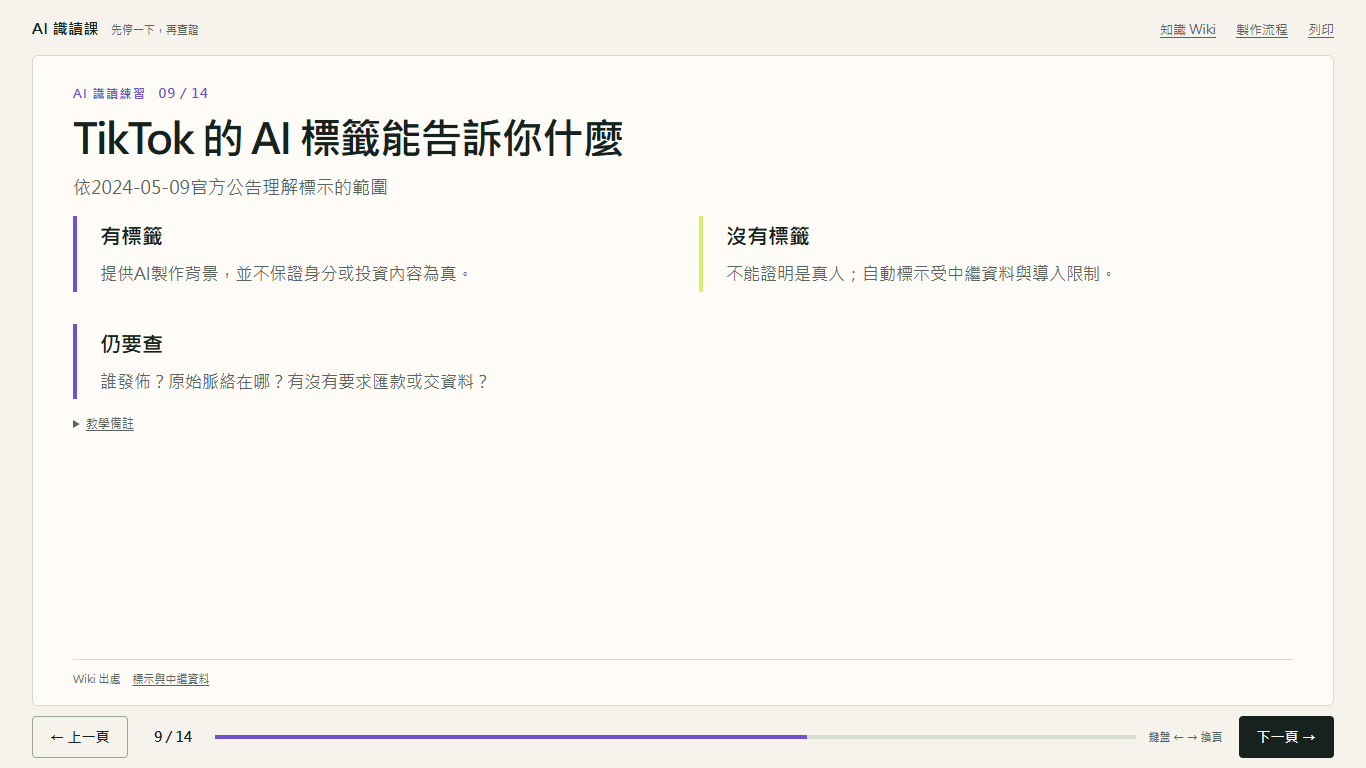 AI 識讀課 先停一下，再查證
知識 Wiki 製作流程 列印
AI 識讀練習 09 / 14
TikTok 的 AI 標籤能告訴你什麼
依2024-05-09官方公告理解標示的範圍
有標籤
提供AI製作背景，並不保證身分或投資內容為真。
沒有標籤
不能證明是真人；自動標示受中繼資料與導入限制。
仍要查
誰發佈？原始脈絡在哪？有沒有要求匯款或交資料？
▶ 教學備註
Wiki 出處 標示與中繼資料
← 上一頁 9 / 14 鍵盤 ← → 換頁 下一頁 →